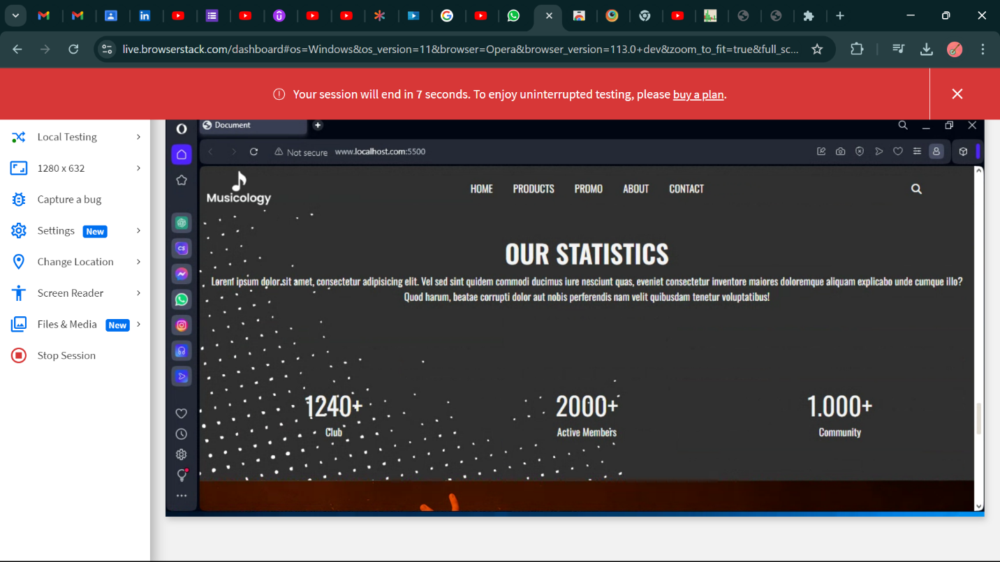 live.browserstack.com/dashboard#os=Windows&os_version=11&browser=Opera&browser_version=113.0+dev&zoom_to_fit=true&full_sc...
Your session will end in 7 seconds. To enjoy uninterrupted testing, please buy a plan.
Local Testing
1280 x 632
Capture a bug
Settings New
Change Location
Screen Reader
Files & Media New
Stop Session
Document
Not secure www.localhost.com:5500
Musicology
HOME PRODUCTS PROMO ABOUT CONTACT
OUR STATISTICS
Lorem ipsum dolor sit amet, consectetur adipisicing elit. Vel sed sint quidem commodi ducimus iure nesciunt quas, eveniet consectetur inventore maiores doloremque aliquam explicabo unde cumque illo?
Quod harum, beatae corrupti dolor aut nobis perferendis nam velit quibusdam tenetur voluptatibus!
1240+ 2000+ 1.000+
Club Active Members Community